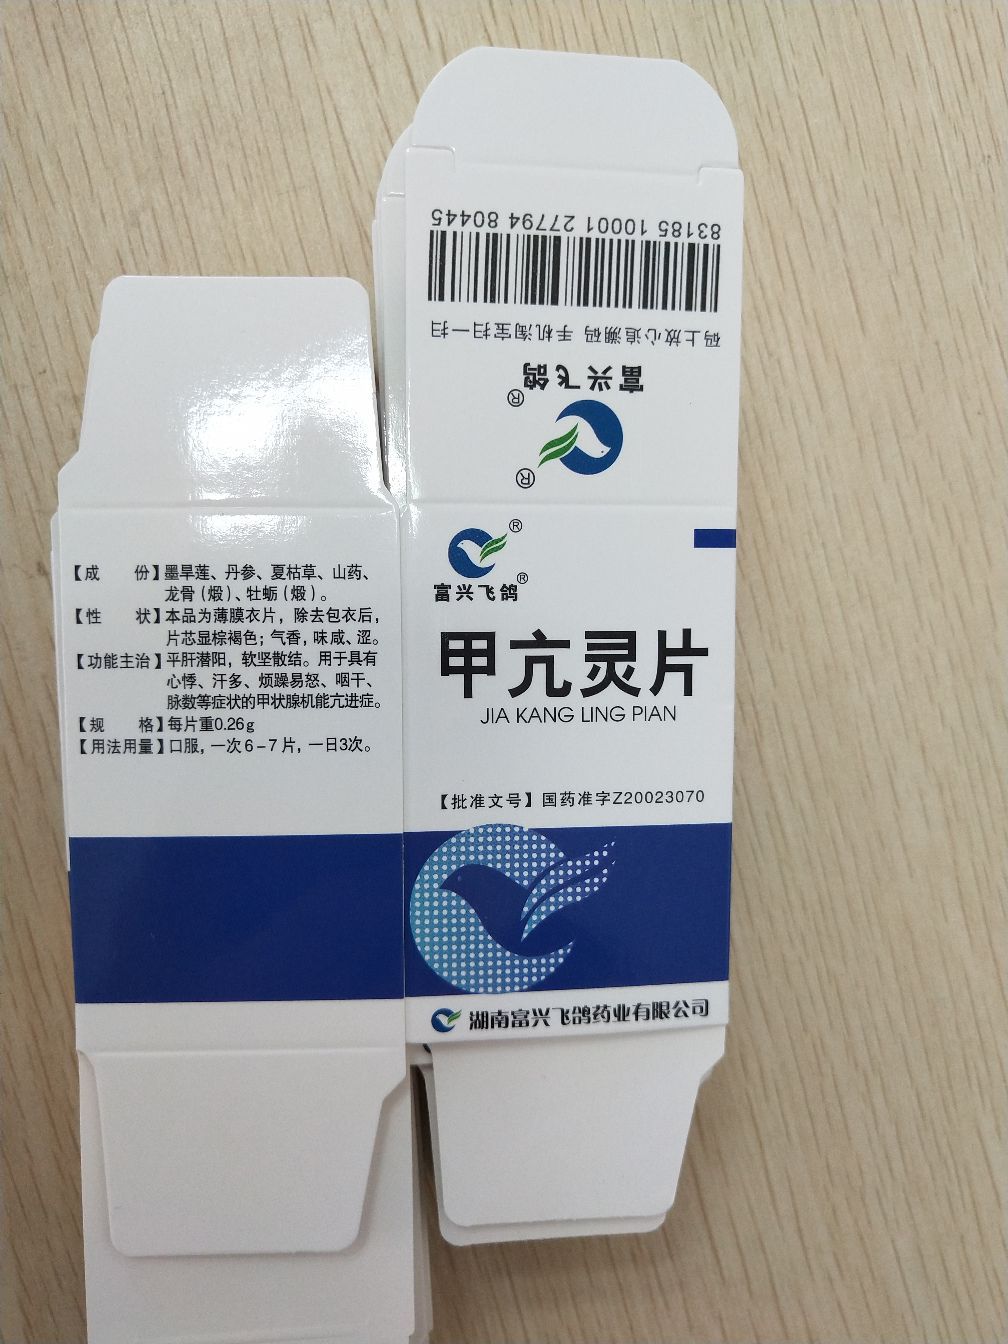 83185 10001 27794 80445
码上放心追溯码 手机淘宝扫一扫
富兴飞鸽®
®
®
富兴飞鸽®
甲亢灵片
JIA KANG LING PIAN
【批准文号】国药准字Z20023070
湖南富兴飞鸽药业有限公司
【成 份】墨旱莲、丹参、夏枯草、山药、
龙骨(煅)、牡蛎(煅)。
【性 状】本品为薄膜衣片，除去包衣后，
片芯显棕褐色；气香，味咸、涩。
【功能主治】平肝潜阳，软坚散结。用于具有
心悸、汗多、烦躁易怒、咽干、
脉数等症状的甲状腺机能亢进症。
【规 格】每片重0.26g
【用法用量】口服，一次6-7片，一日3次。